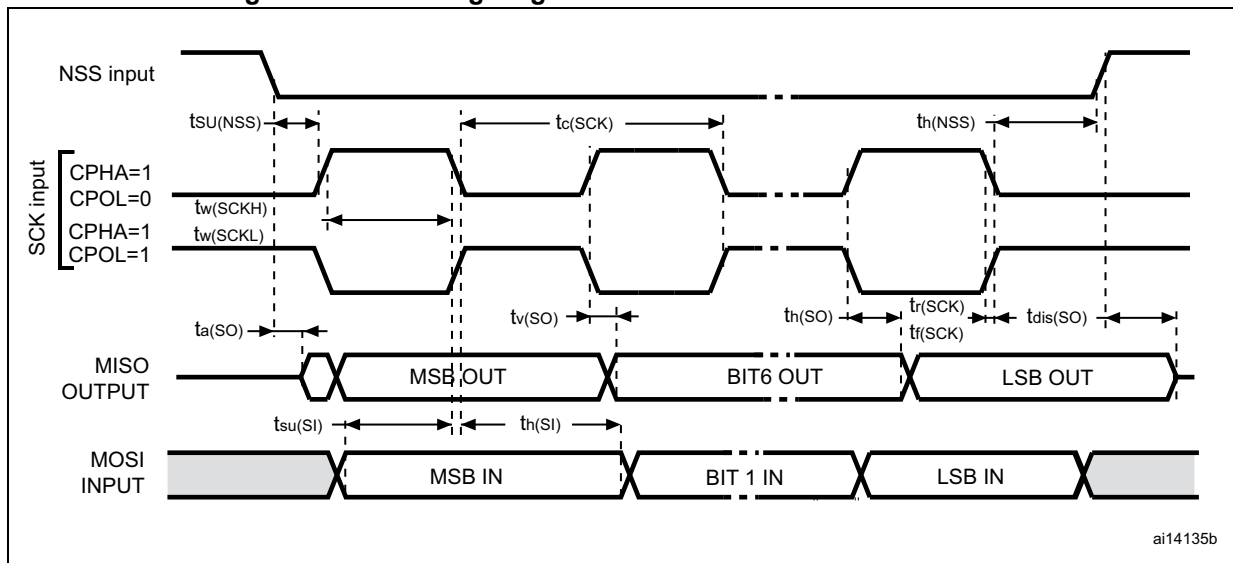 NSS input
tSU(NSS)
tc(SCK)
th(NSS)
SCK input
CPHA=1
CPOL=0
tw(SCKH)
CPHA=1
tw(SCKL)
CPOL=1
ta(SO)
tv(SO)
th(SO)
tr(SCK)
tf(SCK)
tdis(SO)
MISO
OUTPUT
MSB OUT
BIT6 OUT
LSB OUT
tsu(SI)
th(SI)
MOSI
INPUT
MSB IN
BIT 1 IN
LSB IN
ai14135b